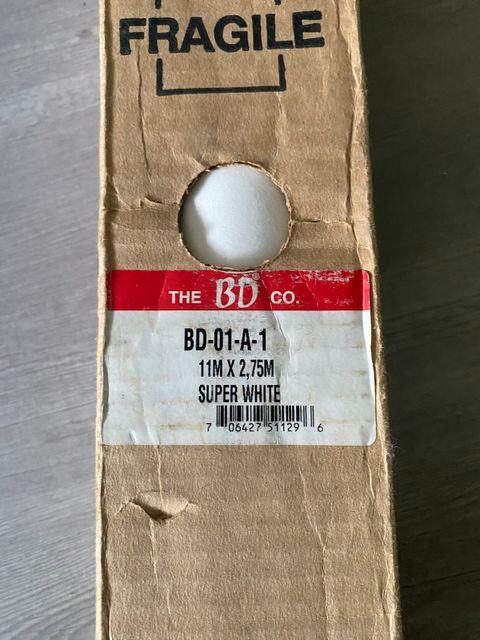 FRAGILE
THE BD® CO.
BD-01-A-1
11M X 2,75M
SUPER WHITE
7 06427 51129 6